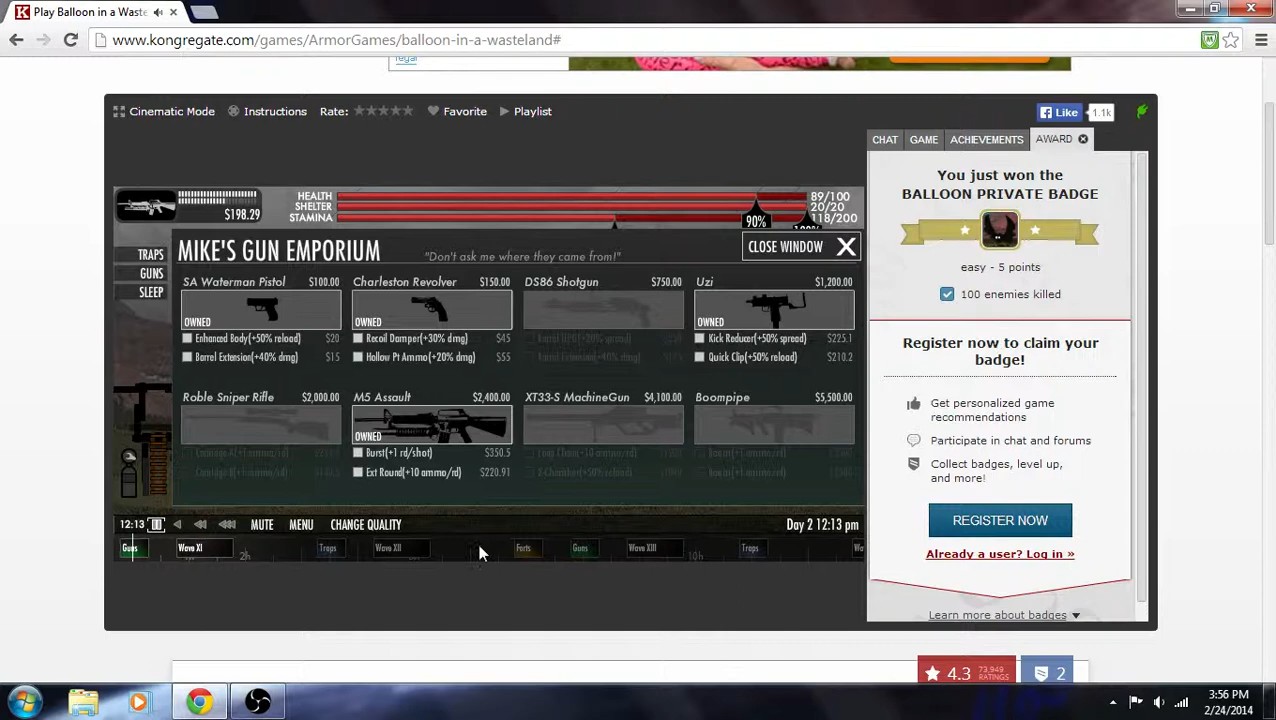 Play Balloon in a Waste
www.kongregate.com/games/ArmorGames/balloon-in-a-wasteland#
regal
Cinematic Mode
Instructions
Rate:
Favorite
Playlist
Like
1.1k
CHAT
GAME
ACHIEVEMENTS
AWARD
You just won the
BALLOON PRIVATE BADGE
easy - 5 points
100 enemies killed
Register now to claim your
badge!
Get personalized game
recommendations
Participate in chat and forums
Collect badges, level up,
and more!
REGISTER NOW
Already a user? Log in »
Learn more about badges
$198.29
HEALTH
SHELTER
STAMINA
89/100
20/20
118/200
90%
TRAPS
GUNS
SLEEP
MIKE'S GUN EMPORIUM
"Don't ask me where they came from!"
CLOSE WINDOW X
SA Waterman Pistol $100.00
OWNED
Enhanced Body(+50% reload) $20
Barrel Extension(+40% dmg) $15
Charleston Revolver $150.00
OWNED
Recoil Damper(+30% dmg) $45
Hollow Pt Ammo(+20% dmg) $55
DS86 Shotgun $750.00
Uzi $1,200.00
OWNED
Kick Reducer(+50% spread) $225.1
Quick Clip(+50% reload) $210.2
Roble Sniper Rifle $2,000.00
M5 Assault $2,400.00
OWNED
Burst(+1 rd/shot) $350.5
Ext Round(+10 ammo/rd) $220.91
XT33-S MachineGun $4,100.00
Boompipe $5,500.00
12:13
MUTE
MENU
CHANGE QUALITY
Day 2 12:13 pm
Guns
Wave XI
2h
Traps
Wave XII
Forts
Guns
Wave XIII
10h
Traps
Wa
4.3
73,949
RATINGS
2
3:56 PM
2/24/2014